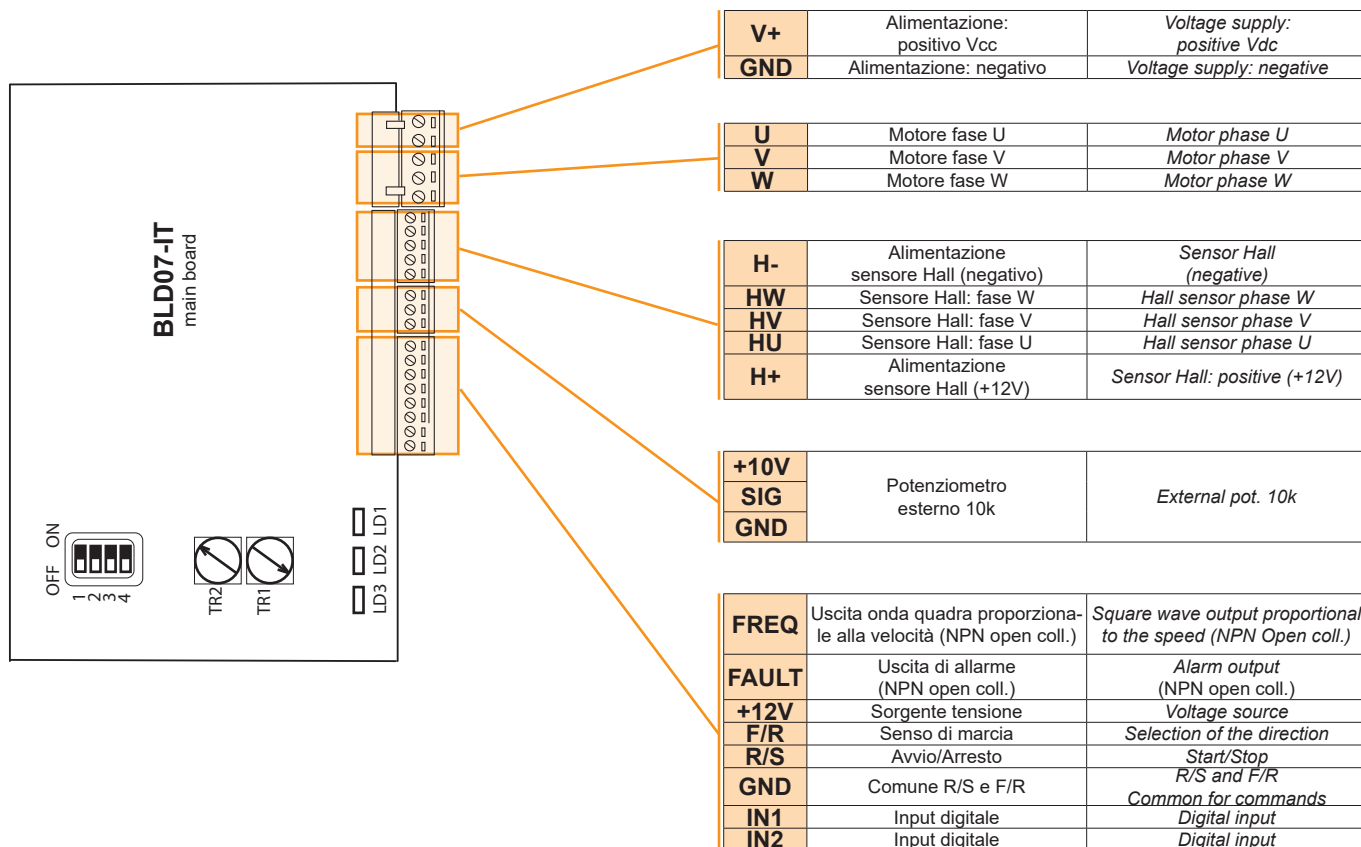 V+ Alimentazione: Voltage supply:
positivo Vcc positive Vdc
GND Alimentazione: negativo Voltage supply: negative
U Motore fase U Motor phase U
V Motore fase V Motor phase V
W Motore fase W Motor phase W
H- Alimentazione Sensor Hall
sensore Hall (negativo) (negative)
HW Sensore Hall: fase W Hall sensor phase W
HV Sensore Hall: fase V Hall sensor phase V
HU Sensore Hall: fase U Hall sensor phase U
H+ Alimentazione Sensor Hall: positive (+12V)
sensore Hall (+12V)
+10V
SIG Potenziometro External pot. 10k
esterno 10k
GND
FREQ Uscita onda quadra proporziona- Square wave output proportional
le alla velocità (NPN open coll.) to the speed (NPN Open coll.)
FAULT Uscita di allarme Alarm output
(NPN open coll.) (NPN open coll.)
+12V Sorgente tensione Voltage source
F/R Senso di marcia Selection of the direction
R/S Avvio/Arresto Start/Stop
GND Comune R/S e F/R R/S and F/R
Common for commands
IN1 Input digitale Digital input
IN2 Input digitale Digital input
BLD07-IT
main board
OFF ON
1 2 3 4
TR2
TR1
LD1
LD2
LD3